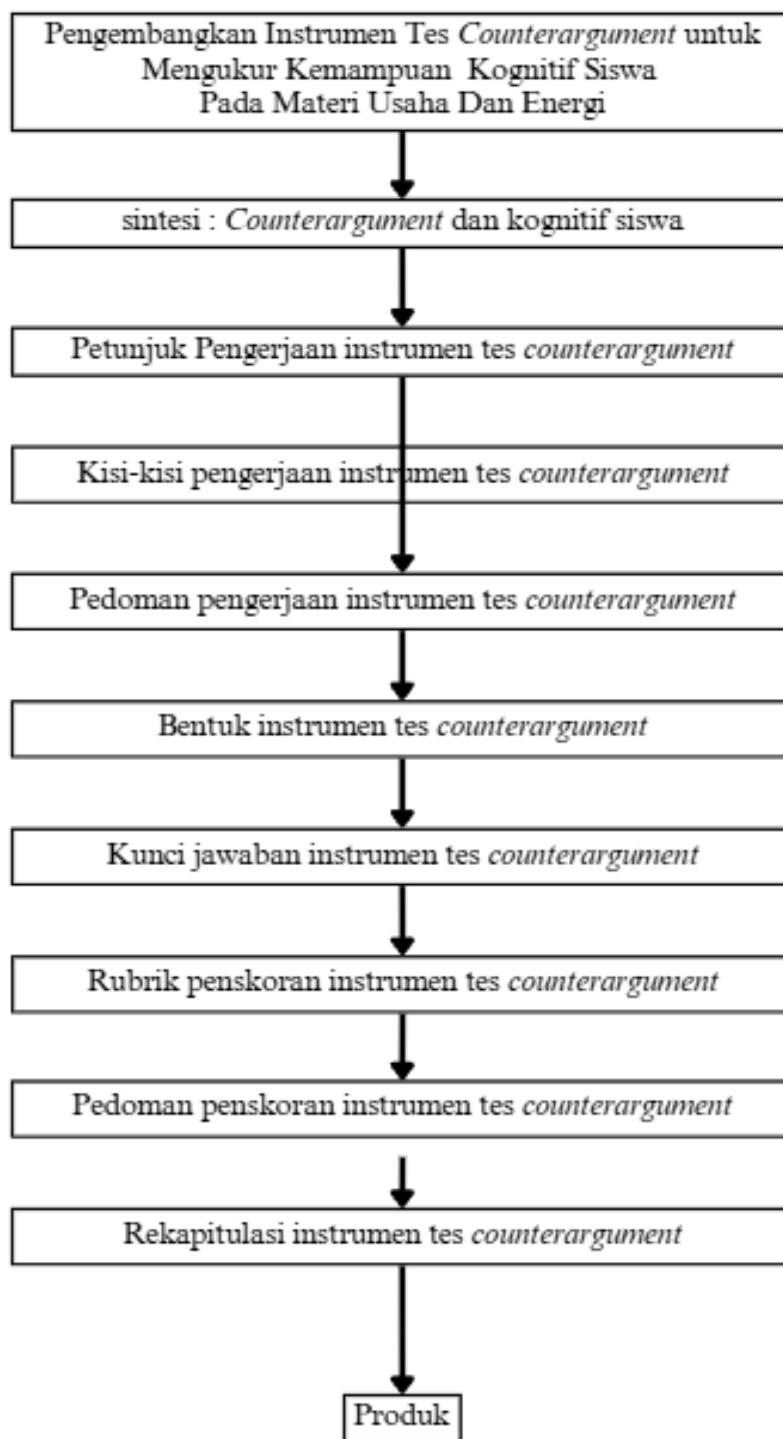 Pengembangkan Instrumen Tes Counterargument untuk
Mengukur Kemampuan Kognitif Siswa
Pada Materi Usaha Dan Energi
sintesi : Counterargument dan kognitif siswa
Petunjuk Pengerjaan instrumen tes counterargument
Kisi-kisi pengerjaan instrumen tes counterargument
Pedoman pengerjaan instrumen tes counterargument
Bentuk instrumen tes counterargument
Kunci jawaban instrumen tes counterargument
Rubrik penskoran instrumen tes counterargument
Pedoman penskoran instrumen tes counterargument
Rekapitulasi instrumen tes counterargument
Produk